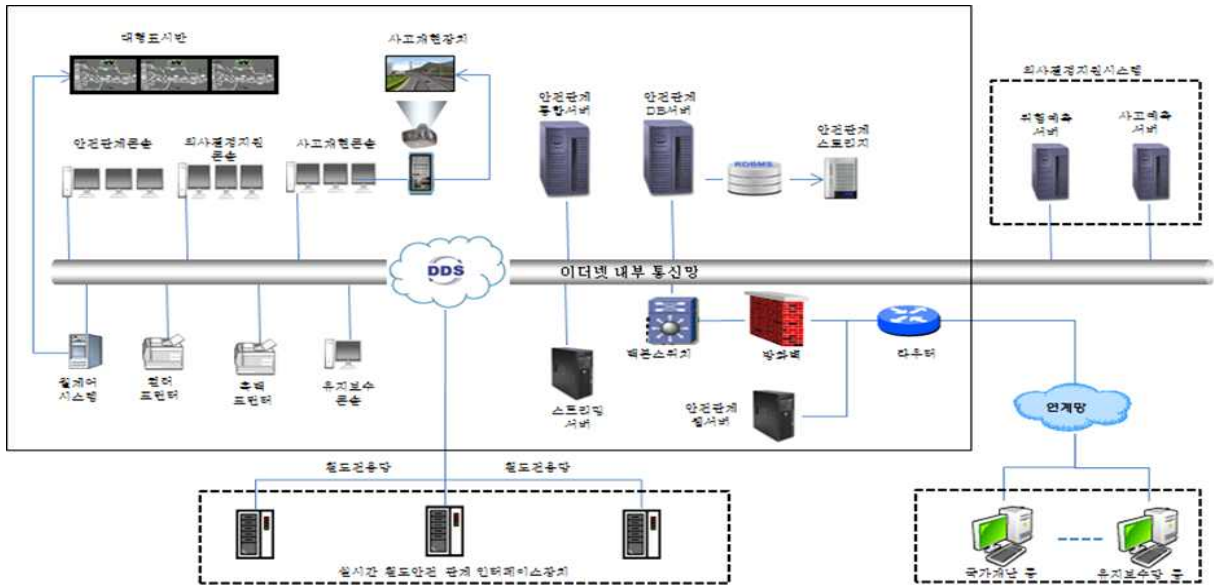 대형표시반
사고재현장치
의사결정지원시스템
안전관제
통합서버
안전관제
DB서버
안전관제
스토리지
위험예측
서버
사고예측
서버
안전관제콘솔
의사결정지원
콘솔
사고재현콘솔
RDBMS
DDS
이더넷 내부 통신망
월제어
시스템
컬러
프린터
흑백
프린터
유지보수
콘솔
스트리밍
서버
백본스위치
방화벽
라우터
안전관제
웹서버
연계망
철도전용망
철도전용망
실시간 철도안전 관제 인터페이스장치
국가재난 등
유지보수망 등